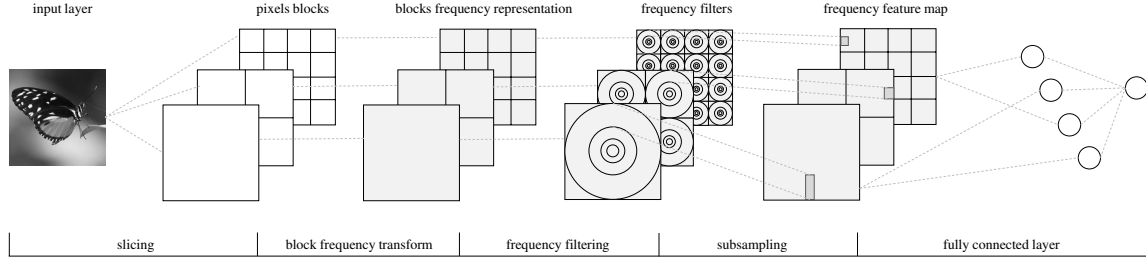 input layer
pixels blocks
blocks frequency representation
frequency filters
frequency feature map
slicing
block frequency transform
frequency filtering
subsampling
fully connected layer